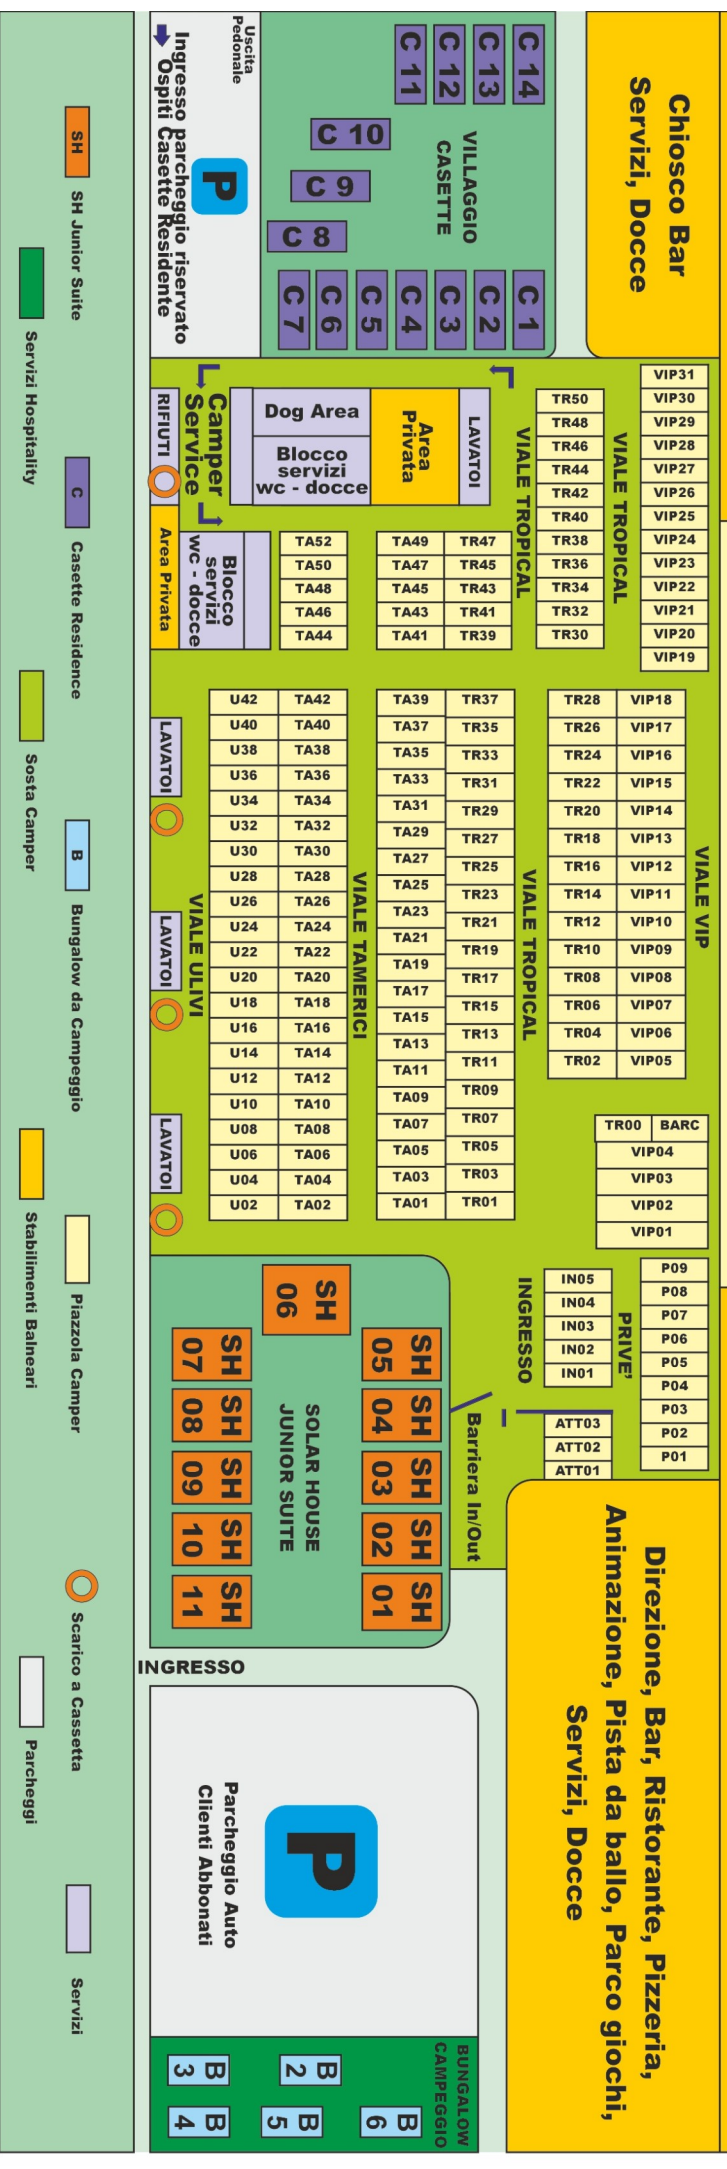 Chiosco Bar
Servizi, Docce
Uscita
Pedonale
Ingresso parcheggio riservato
Ospiti Casette Residente
P
VILLAGGIO
CASETTE
C 14
C 13
C 12
C 11
C 10
C 9
C 8
C 1
C 2
C 3
C 4
C 5
C 6
C 7
VIP31
VIP30
VIP29
VIP28
VIP27
VIP26
VIP25
VIP24
VIP23
VIP22
VIP21
VIP20
VIP19
VIALE TROPICAL
TR50
TR48
TR46
TR44
TR42
TR40
TR38
TR36
TR34
TR32
TR30
VIALE TROPICAL
LAVATOI
Area
Privata
Dog Area
Blocco
servizi
wc - docce
Camper
Service
RIFIUTI
Area Privata
Blocco
servizi
wc - docce
TA52
TA50
TA48
TA46
TA44
TA49 TR47
TA47 TR45
TA45 TR43
TA43 TR41
TA41 TR39
U42 TA42
U40 TA40
U38 TA38
U36 TA36
U34 TA34
U32 TA32
U30 TA30
U28 TA28
U26 TA26
U24 TA24
U22 TA22
U20 TA20
U18 TA18
U16 TA16
U14 TA14
U12 TA12
U10 TA10
U08 TA08
U06 TA06
U04 TA04
U02 TA02
LAVATOI
LAVATOI
LAVATOI
VIALE ULIVI
VIALE TAMERICI
TA39 TR37
TA37 TR35
TA35 TR33
TA33 TR31
TA31 TR29
TA29 TR27
TA27 TR25
TA25 TR23
TA23 TR21
TA21 TR19
TA19 TR17
TA17 TR15
TA15 TR13
TA13 TR11
TA11 TR09
TA09 TR07
TA07 TR05
TA05 TR03
TA03 TR01
TA01
VIALE TROPICAL
TR28 VIP18
TR26 VIP17
TR24 VIP16
TR22 VIP15
TR20 VIP14
TR18 VIP13
TR16 VIP12
TR14 VIP11
TR12 VIP10
TR10 VIP09
TR08 VIP08
TR06 VIP07
TR04 VIP06
TR02 VIP05
VIALE VIP
TR00 BARC
VIP04
VIP03
VIP02
VIP01
P09
P08
P07
P06
P05
P04
P03
P02
P01
PRIVE'
IN05
IN04
IN03
IN02
IN01
INGRESSO
ATT03
ATT02
ATT01
Barriera In/Out
SOLAR HOUSE
JUNIOR SUITE
SH
06
SH
05
SH
04
SH
03
SH
02
SH
01
SH
07
SH
08
SH
09
SH
10
SH
11
INGRESSO
Direzione, Bar, Ristorante, Pizzeria,
Animazione, Pista da ballo, Parco giochi,
Servizi, Docce
P
Parcheggio Auto
Clienti Abbonati
BUNGALOW
CAMPEGGIO
B
2
B
3
B
4
B
5
B
6
SH SH Junior Suite
C Casette Residence
B Bungalow da Campeggio
Piazzola Camper
Scarico a Cassetta
Servizi
Servizi Hospitality
Sosta Camper
Stabilimenti Balneari
Parcheggi